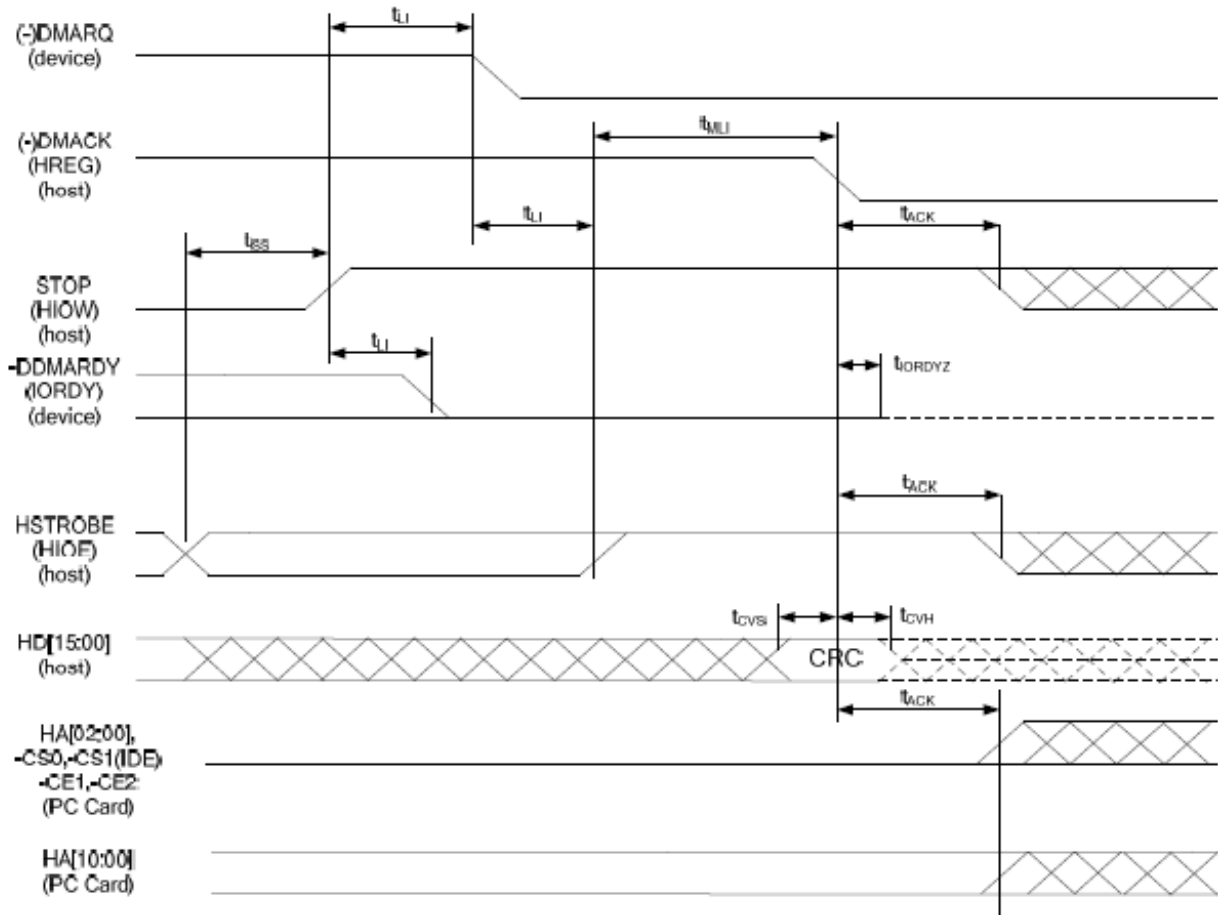 tLI
(-)DMARQ
(device)
tMLI
(-)DMACK
(HREG)
(host)
tLI
tACK
tSS
STOP
(HIOW)
(host)
tLI
-DDMARDY
(IORDY)
(device)
tIORDYZ
tACK
HSTROBE
(HIOE)
(host)
tCVS
tCVH
HD[15:00]
(host)
CRC
tACK
HA[02:00],
-CS0,-CS1(IDE)
-CE1,-CE2
(PC Card)
HA[10:00]
(PC Card)